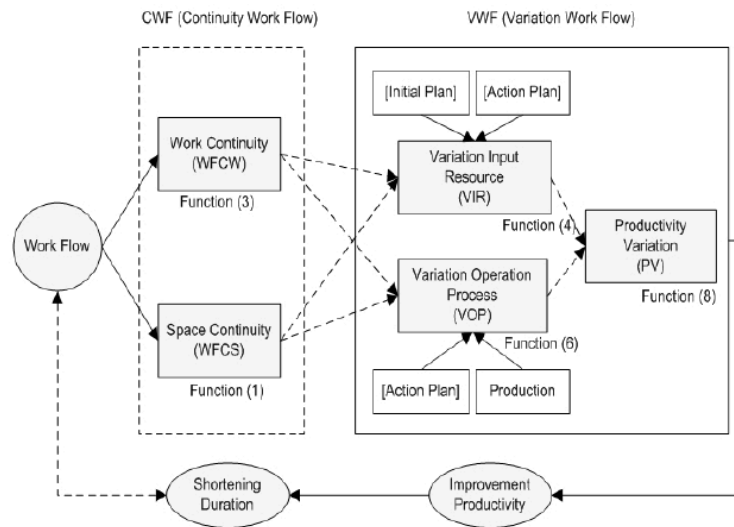 CWF (Continuity Work Flow)
VWF (Variation Work Flow)
[Initial Plan]
[Action Plan]
Work Continuity
(WFCW)
Function (3)
Variation Input
Resource
(VIR)
Function (4)
Work Flow
Productivity
Variation
(PV)
Function (8)
Variation Operation
Process
(VOP)
Function (6)
Space Continuity
(WFCS)
Function (1)
[Action Plan]
Production
Shortening
Duration
Improvement
Productivity